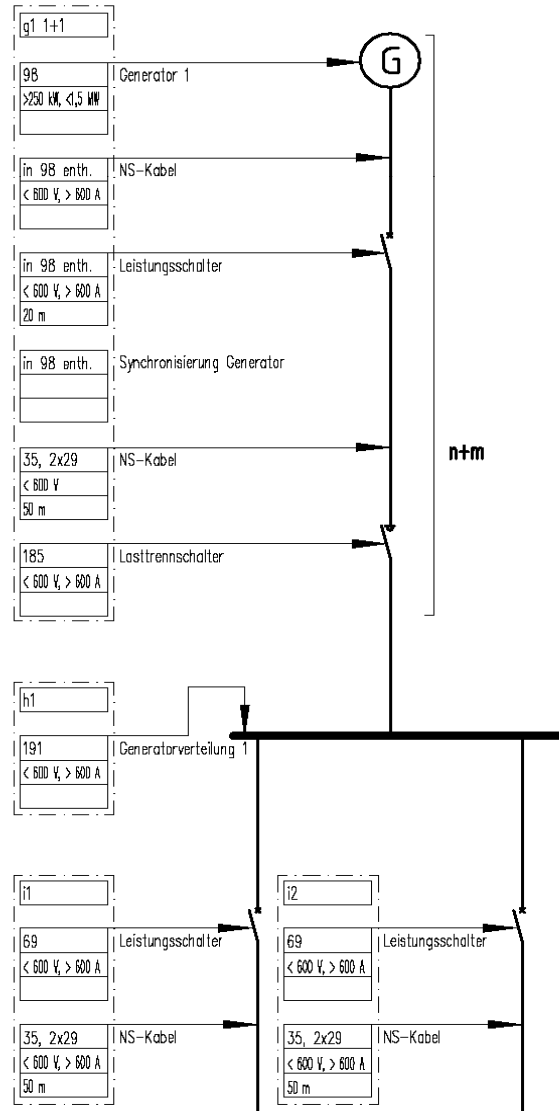 g1 1+1
G
98
Generator 1
>250 kW, <1,5 MW
in 98 enth.
NS-Kabel
< 600 V, > 600 A
in 98 enth.
Leistungsschalter
< 600 V, > 600 A
20 m
in 98 enth.
Synchronisierung Generator
35, 2x29
NS-Kabel
< 600 V
50 m
n+m
185
Lasttrennschalter
< 600 V, > 600 A
h1
191
Generatorverteilung 1
< 600 V, > 600 A
i1
69
Leistungsschalter
< 600 V, > 600 A
35, 2x29
NS-Kabel
< 600 V, > 600 A
50 m
i2
69
Leistungsschalter
< 600 V, > 600 A
35, 2x29
NS-Kabel
< 600 V, > 600 A
50 m